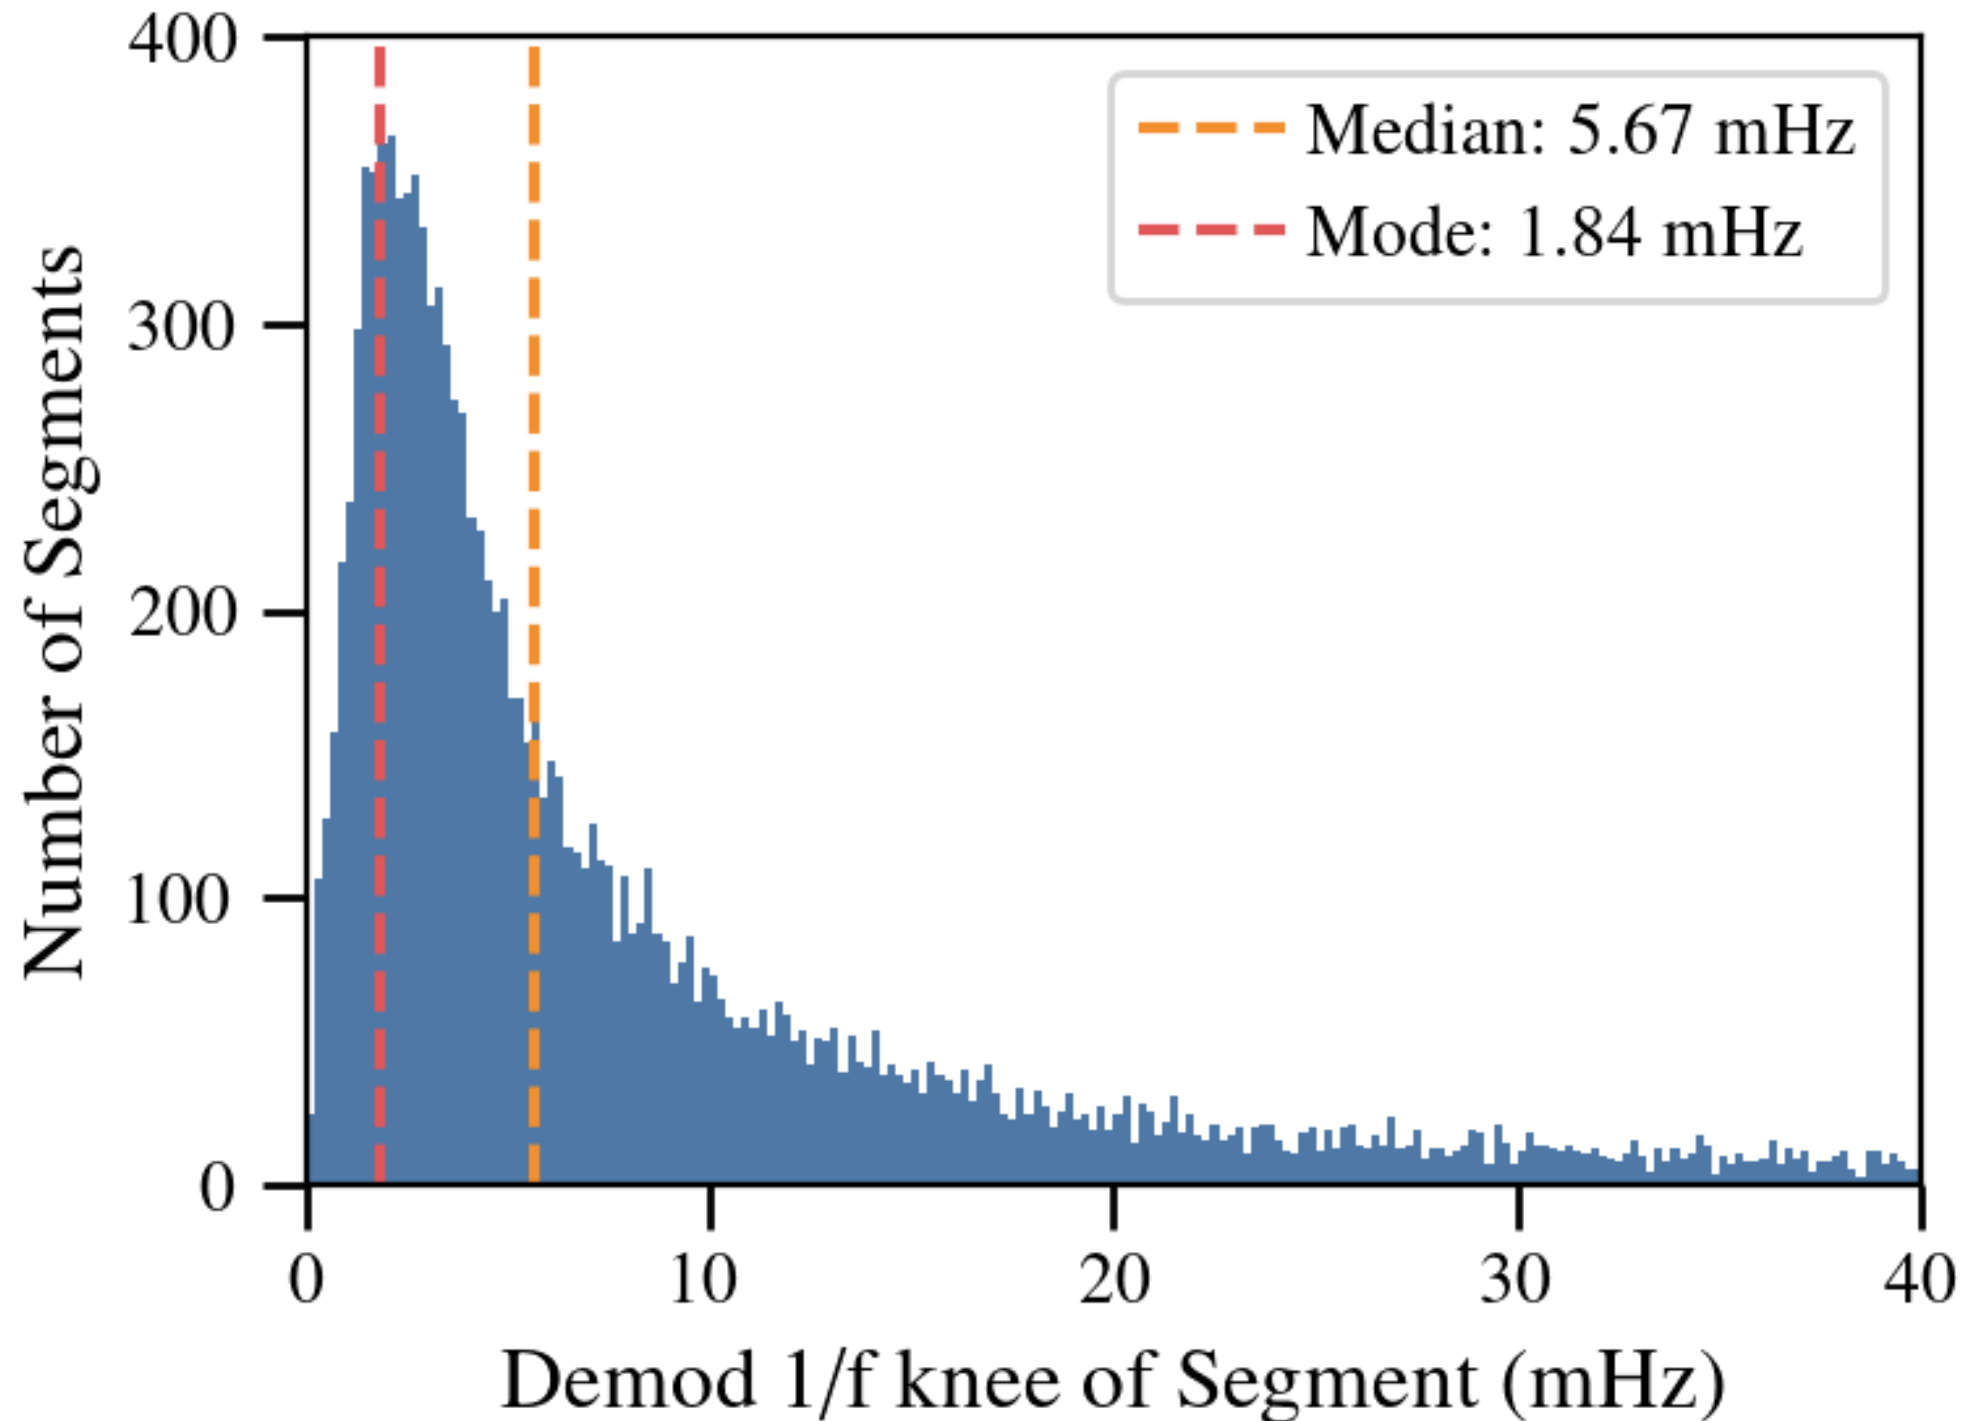 400
300
200
100
0
Number of Segments
Median: 5.67 mHz
Mode: 1.84 mHz
0 10 20 30 40
Demod 1/f knee of Segment (mHz)